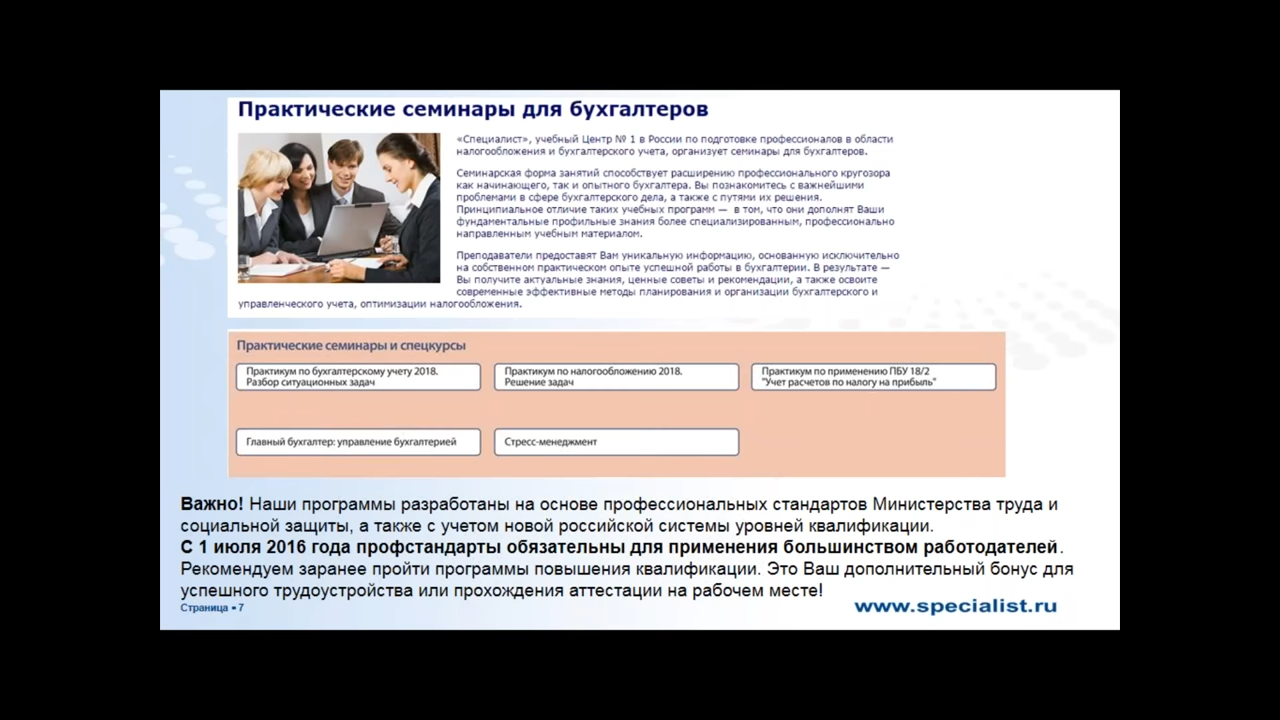 Практические семинары для бухгалтеров
«Специалист», учебный Центр № 1 в России по подготовке профессионалов в области
налогообложения и бухгалтерского учета, организует семинары для бухгалтеров.
Семинарская форма занятий способствует расширению профессионального кругозора
как начинающего, так и опытного бухгалтера. Вы познакомитесь с важнейшими
проблемами в сфере бухгалтерского дела, а также с путями их решения.
Принципиальное отличие таких учебных программ — в том, что они дополнят Ваши
фундаментальные профильные знания более специализированным, профессионально
направленным учебным материалом.
Преподаватели предоставят Вам уникальную информацию, основанную исключительно
на собственном практическом опыте успешной работы в бухгалтерии. В результате —
Вы получите актуальные знания, ценные советы и рекомендации, а также освоите
современные эффективные методы планирования и организации бухгалтерского и
управленческого учета, оптимизации налогообложения.
Практические семинары и спецкурсы
Практикум по бухгалтерскому учету 2018.
Разбор ситуационных задач
Практикум по налогообложению 2018.
Решение задач
Практикум по применению ПБУ 18/2
"Учет расчетов по налогу на прибыль"
Главный бухгалтер: управление бухгалтерией
Стресс-менеджмент
Важно! Наши программы разработаны на основе профессиональных стандартов Министерства труда и
социальной защиты, а также с учетом новой российской системы уровней квалификации.
С 1 июля 2016 года профстандарты обязательны для применения большинством работодателей.
Рекомендуем заранее пройти программы повышения квалификации. Это Ваш дополнительный бонус для
успешного трудоустройства или прохождения аттестации на рабочем месте!
Страница ▪ 7
www.specialist.ru